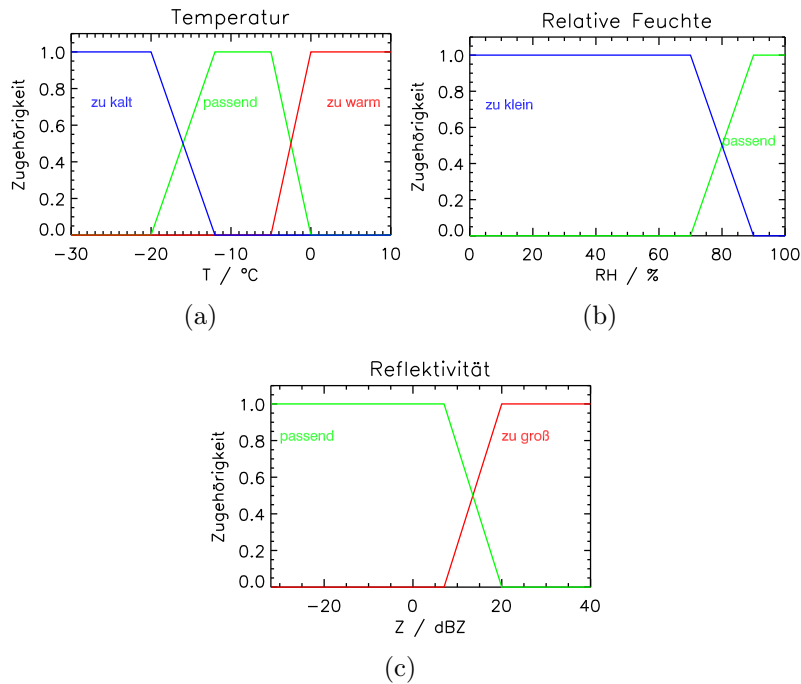 Temperatur
Zugehörigkeit
1.0
0.8
0.6
0.4
0.2
0.0
zu kalt
passend
zu warm
−30 −20 −10 0 10
T / °C
(a)
Relative Feuchte
Zugehörigkeit
1.0
0.8
0.6
0.4
0.2
0.0
zu klein
passend
0 20 40 60 80 100
RH / %
(b)
Reflektivität
Zugehörigkeit
1.0
0.8
0.6
0.4
0.2
0.0
passend
zu groß
−20 0 20 40
Z / dBZ
(c)